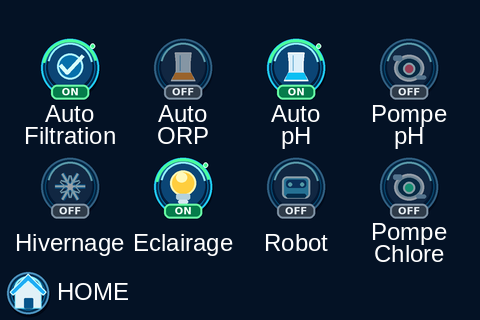 ON OFF ON OFF
Auto Auto Auto Pompe
Filtration ORP pH pH
OFF ON OFF OFF
Hivernage Eclairage Robot Pompe
Chlore
HOME